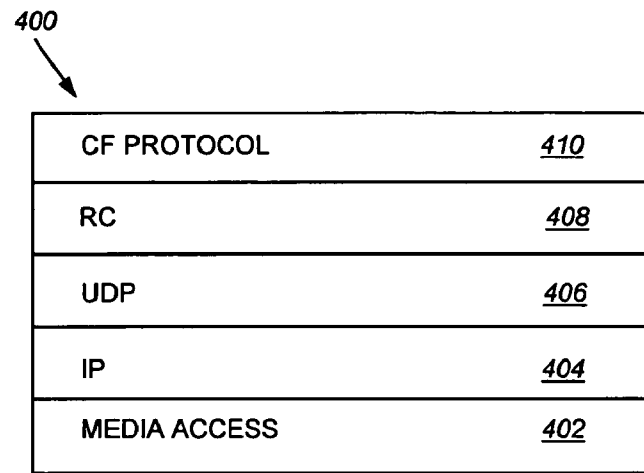 400
CF PROTOCOL 410
RC 408
UDP 406
IP 404
MEDIA ACCESS 402